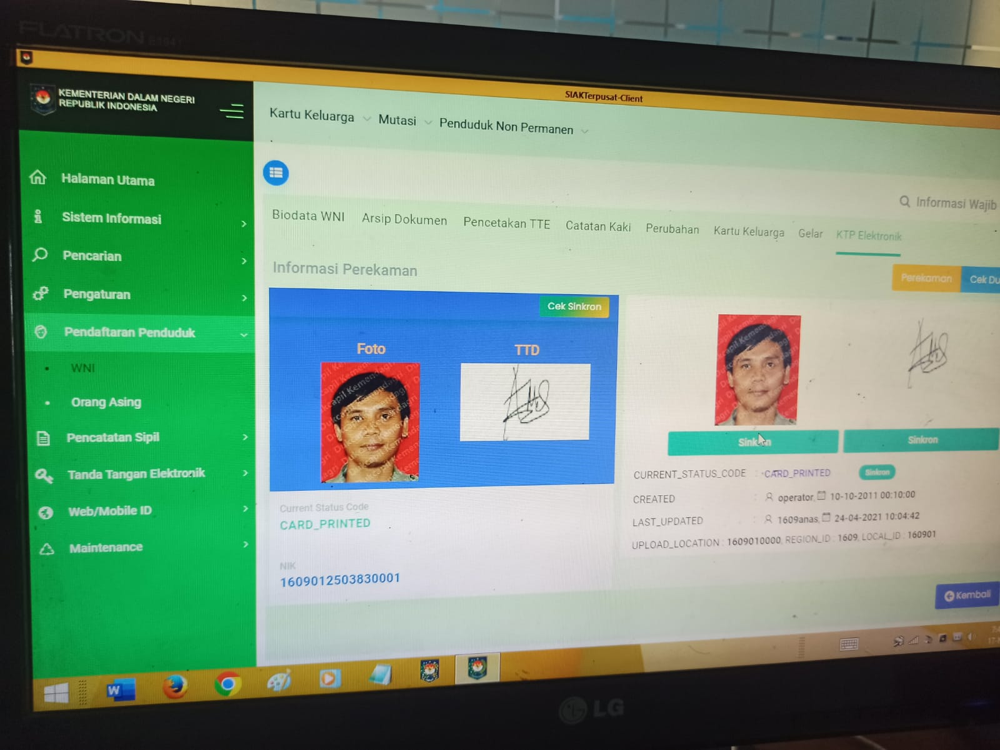 FLATRON E1941
SIAKTerpusat-Client
KEMENTERIAN DALAM NEGERI
REPUBLIK INDONESIA
Kartu Keluarga Mutasi Penduduk Non Permanen
Halaman Utama
Sistem Informasi
Pencarian
Pengaturan
Pendaftaran Penduduk
WNI
Orang Asing
Pencatatan Sipil
Tanda Tangan Elektronik
Web/Mobile ID
Maintenance
Informasi Wajib
Biodata WNI Arsip Dokumen Pencetakan TTE Catatan Kaki Perubahan Kartu Keluarga Gelar KTP Elektronik
Informasi Perekaman
Perekaman Cek Du
Cek Sinkron
Foto TTD
Current Status Code
CARD_PRINTED
NIK
1609012503830001
Sinkron Sinkron
CURRENT_STATUS_CODE : CARD_PRINTED Sinkron
CREATED : operator, 10-10-2011 00:10:00
LAST_UPDATED : 1609anas, 24-04-2021 10:04:42
UPLOAD_LOCATION : 1609010000, REGION_ID : 1609, LOCAL_ID : 160901
Kembali
LG